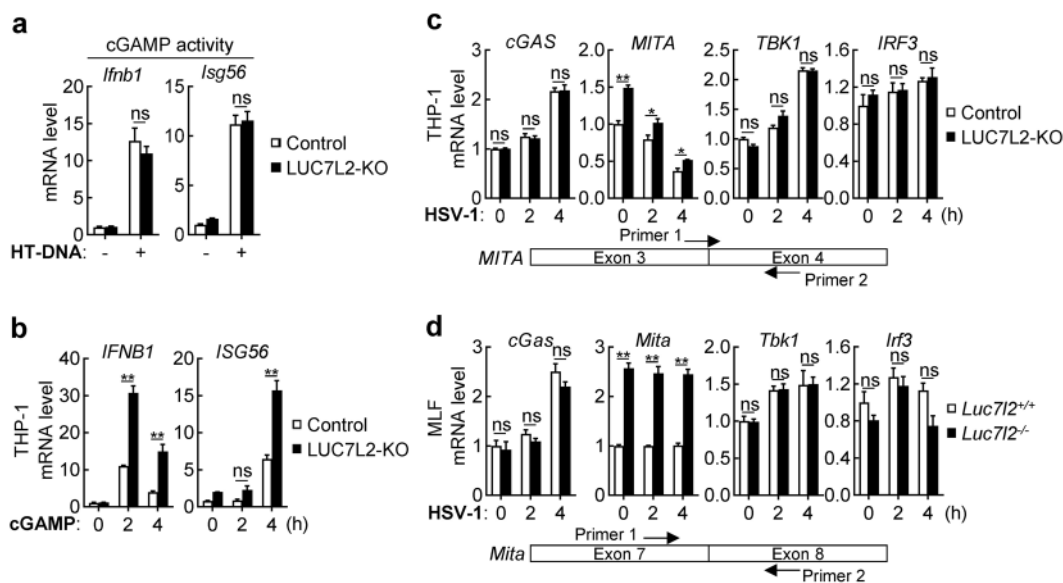 a
cGAMP activity
Ifnb1 Isg56
mRNA level
15 10 5 0
15 10 5 0
ns ns
Control
LUC7L2-KO
HT-DNA: - + - +
b
IFNB1 ISG56
THP-1
mRNA level
40 30 20 10 0
20 15 10 5 0
** ** ns **
Control
LUC7L2-KO
cGAMP: 0 2 4 0 2 4 (h)
c
cGAS MITA TBK1 IRF3
THP-1
mRNA level
3 2 1 0
2.0 1.5 1.0 0.5 0
2.5 2.0 1.5 1.0 0.5 0
1.6 1.2 0.8 0.4 0
ns ns ns ** * * ns ns ns ns ns ns
Control
LUC7L2-KO
HSV-1: 0 2 4 0 2 4 0 2 4 0 2 4 (h)
Primer 1
MITA Exon 3 Exon 4
Primer 2
d
cGas Mita Tbk1 Irf3
MLF
mRNA level
3 2 1 0
3 2 1 0
2.0 1.5 1.0 0.5 0
1.6 1.2 0.8 0.4 0
ns ns ns ** ** ** ns ns ns ns ns ns
Luc7l2+/+
Luc7l2-/-
HSV-1: 0 2 4 0 2 4 0 2 4 0 2 4 (h)
Primer 1
Mita Exon 7 Exon 8
Primer 2